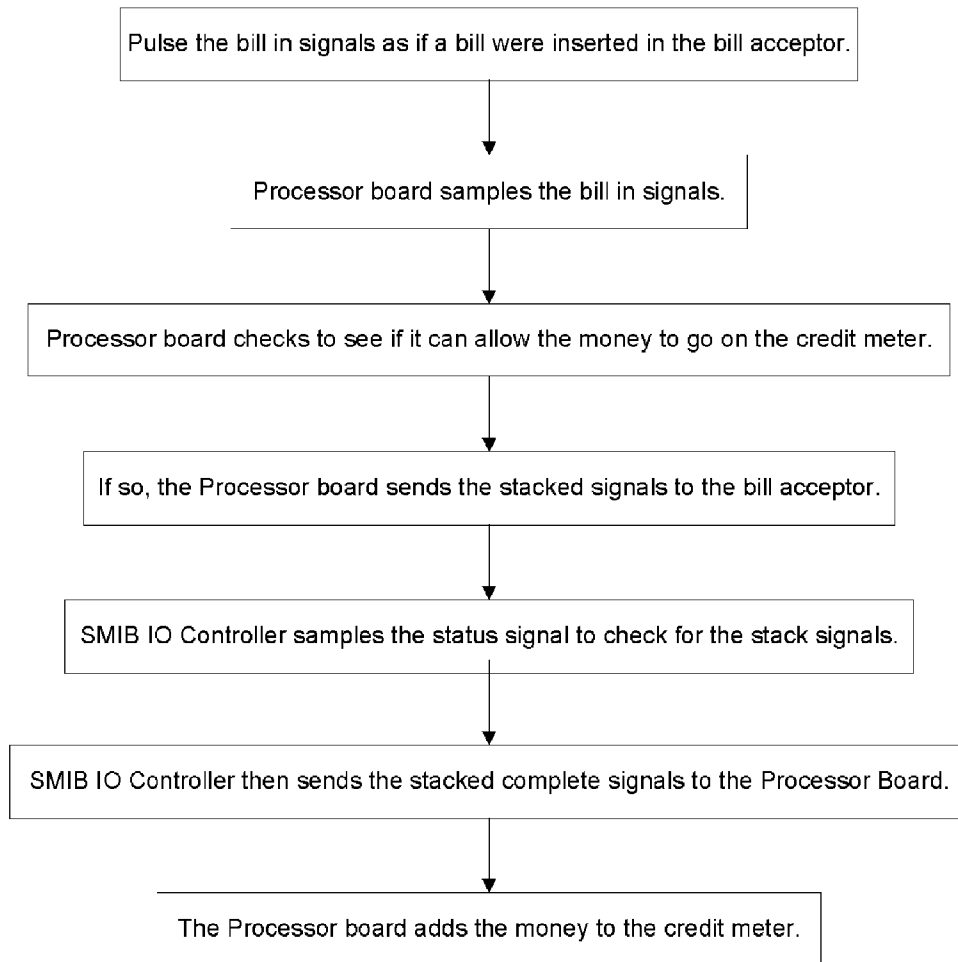 Pulse the bill in signals as if a bill were inserted in the bill acceptor.
Processor board samples the bill in signals.
Processor board checks to see if it can allow the money to go on the credit meter.
If so, the Processor board sends the stacked signals to the bill acceptor.
SMIB IO Controller samples the status signal to check for the stack signals.
SMIB IO Controller then sends the stacked complete signals to the Processor Board.
The Processor board adds the money to the credit meter.